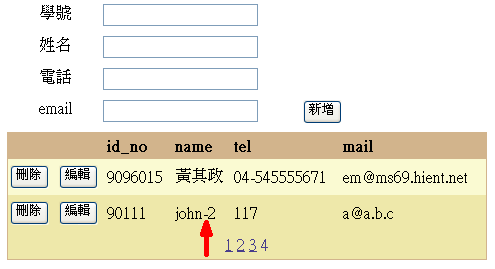 學號
姓名
電話
email 新增
id_no name tel mail
刪除 編輯 9096015 黃其政 04-545555671 em@ms69.hient.net
刪除 編輯 90111 john-2 117 a@a.b.c
1 2 3 4